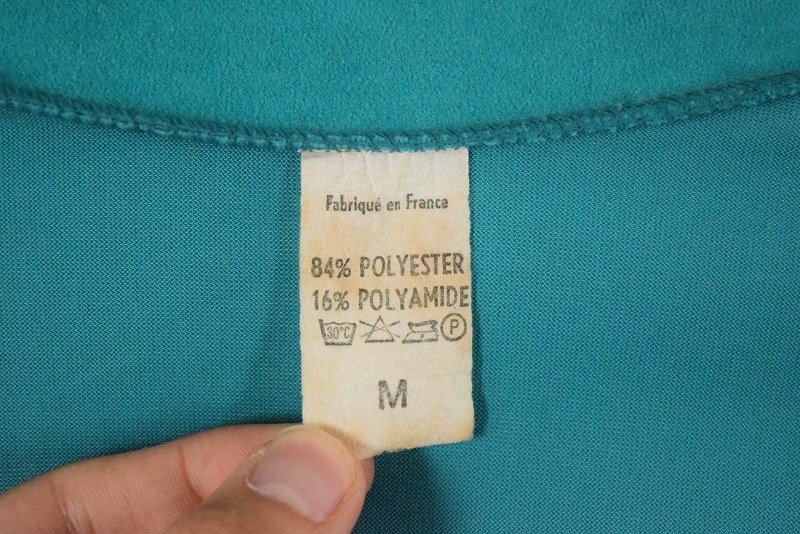 Fabriqué en France
84% POLYESTER
16% POLYAMIDE
30°C P
M